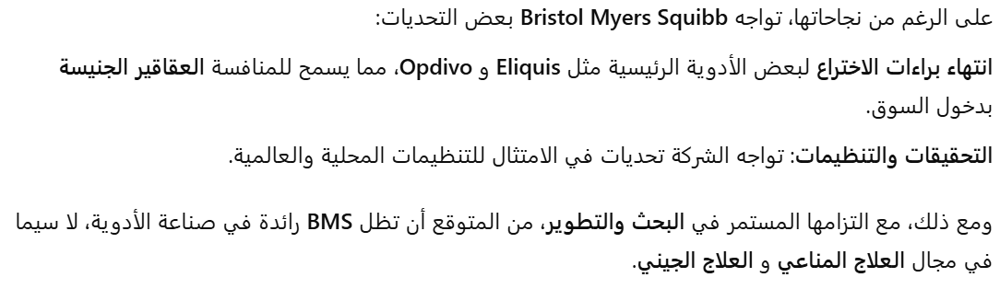 على الرغم من نجاحاتها، تواجه Bristol Myers Squibb بعض التحديات:
انتهاء براءات الاختراع لبعض الأدوية الرئيسية مثل Eliquis و Opdivo، مما يسمح للمنافسة العقاقير الجنيسة
بدخول السوق.
التحقيقات والتنظيمات: تواجه الشركة تحديات في الامتثال للتنظيمات المحلية والعالمية.
ومع ذلك، مع التزامها المستمر في البحث والتطوير، من المتوقع أن تظل BMS رائدة في صناعة الأدوية، لا سيما
في مجال العلاج المناعي و العلاج الجيني.